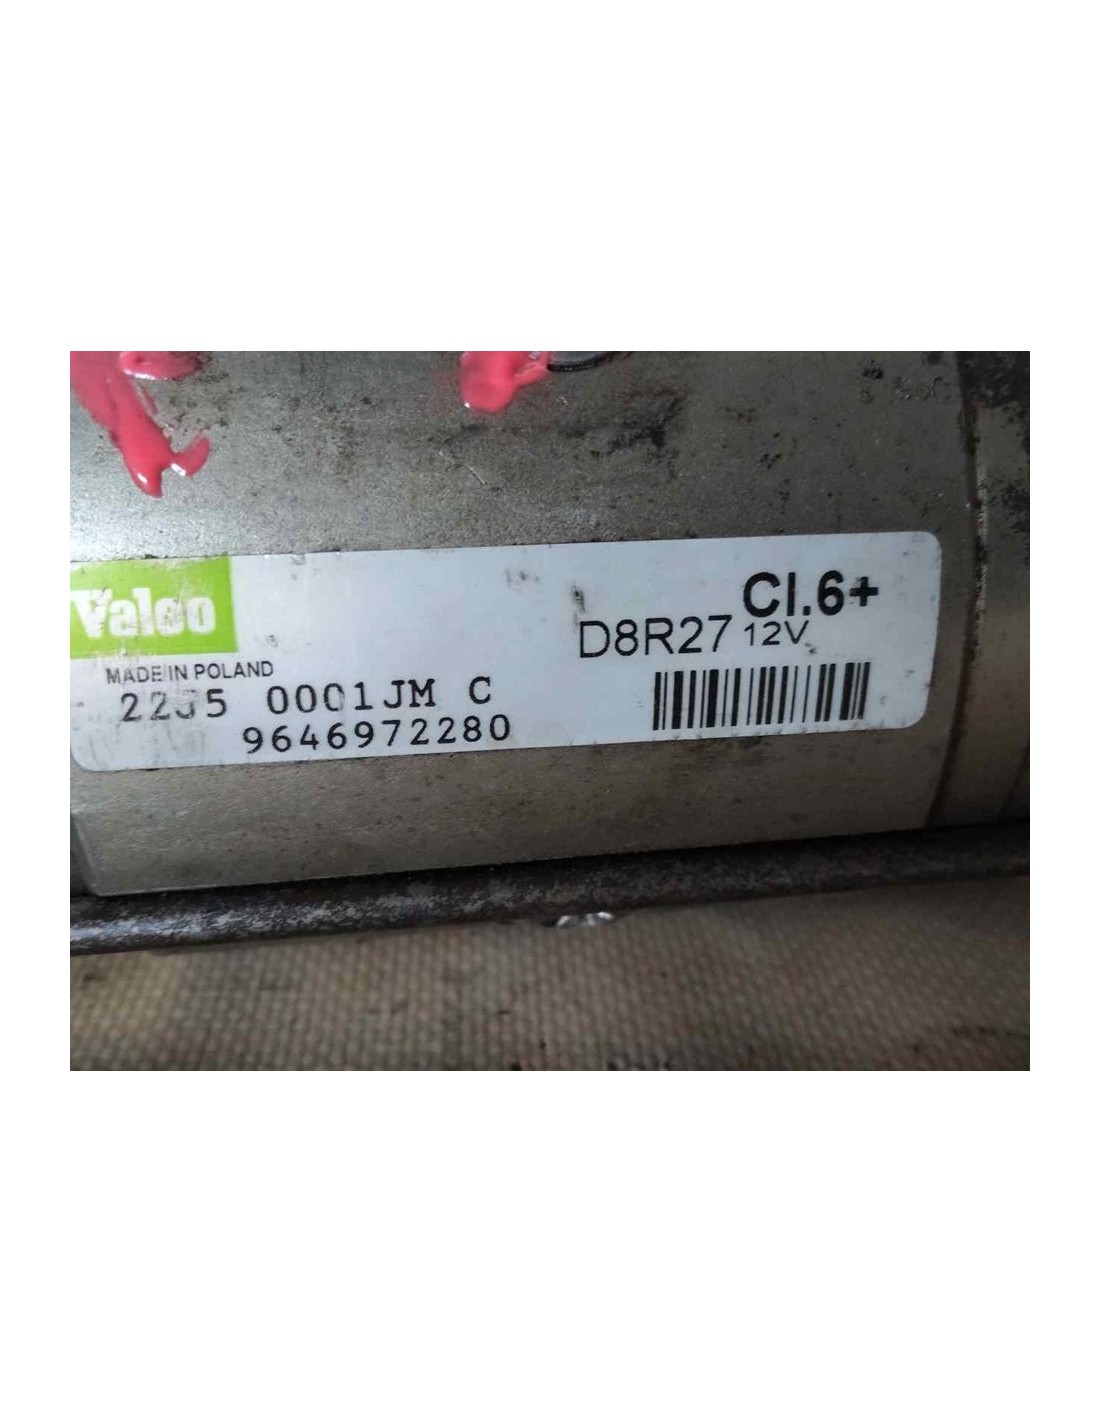 Valeo
Cl.6+
D8R27 12V
MADE IN POLAND
0001JM C
9646972280